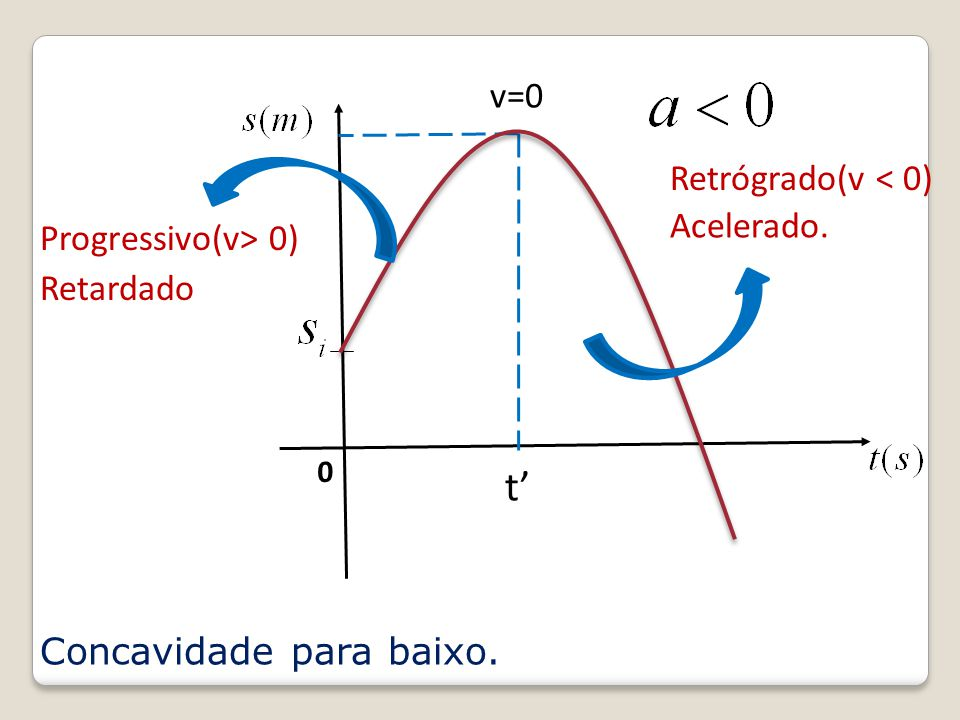 v=0
s(m)
a < 0
Retrógrado(v < 0)
Acelerado.
Progressivo(v> 0)
Retardado
s_i
0
t’
t(s)
Concavidade para baixo.